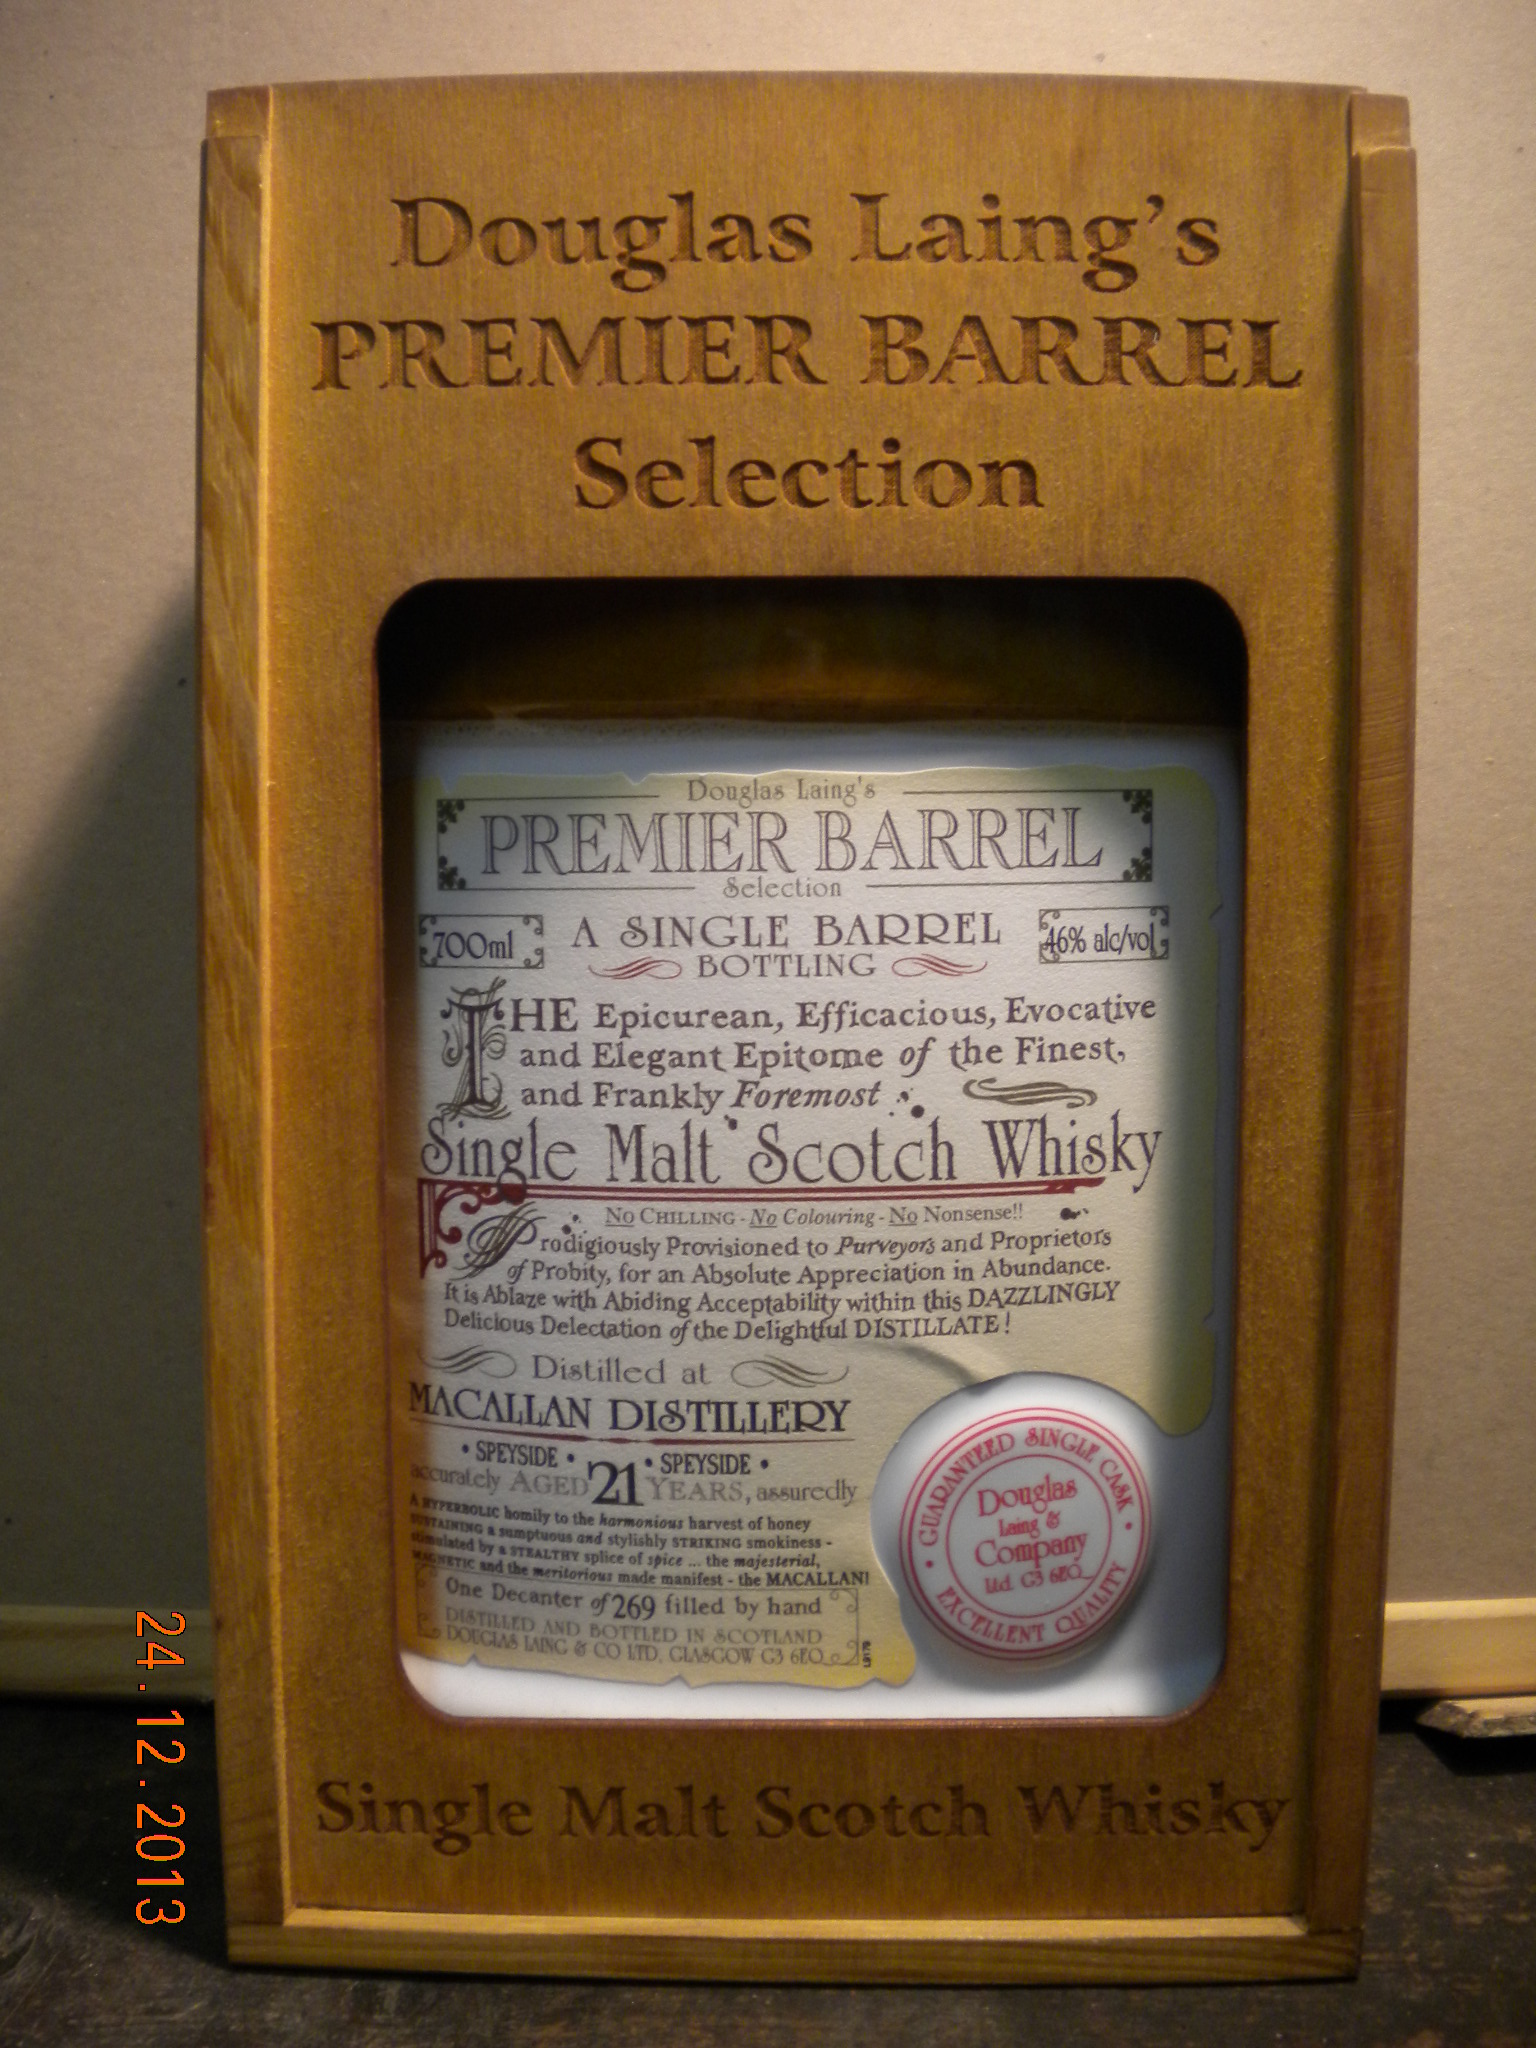 Douglas Laing's
PREMIER BARREL
Selection
Douglas Laing's
PREMIER BARREL
Selection
700ml
A SINGLE BARREL
BOTTLING
46% alc/vol
THE Epicurean, Efficacious, Evocative
and Elegant Epitome of the Finest,
and Frankly Foremost
Single Malt Scotch Whisky
No CHILLING - No Colouring - No Nonsense!!
Prodigiously Provisioned to Purveyors and Proprietors
of Probity, for an Absolute Appreciation in Abundance.
It is Ablaze with Abiding Acceptability within this DAZZLINGLY
Delicious Delectation of the Delightful DISTILLATE!
Distilled at
MACALLAN DISTILLERY
• SPEYSIDE • • SPEYSIDE •
accurately AGED 21 YEARS, assuredly
A HYPERBOLIC homily to the harmonious harvest of honey
SUSTAINING a sumptuous and stylishly STRIKING smokiness -
stimulated by a STEALTHY splice of spice ... the majesterial,
MAGNETIC and the meritorious made manifest - the MACALLAN!
One Decanter of 269 filled by hand
DISTILLED AND BOTTLED IN SCOTLAND
DOUGLAS LAING & CO LTD, GLASGOW G3 6EQ
• GUARANTEED SINGLE CASK •
Douglas
Laing &
Company
Ltd. G3 6EQ
EXCELLENT QUALITY
Single Malt Scotch Whisky
24.12.2013